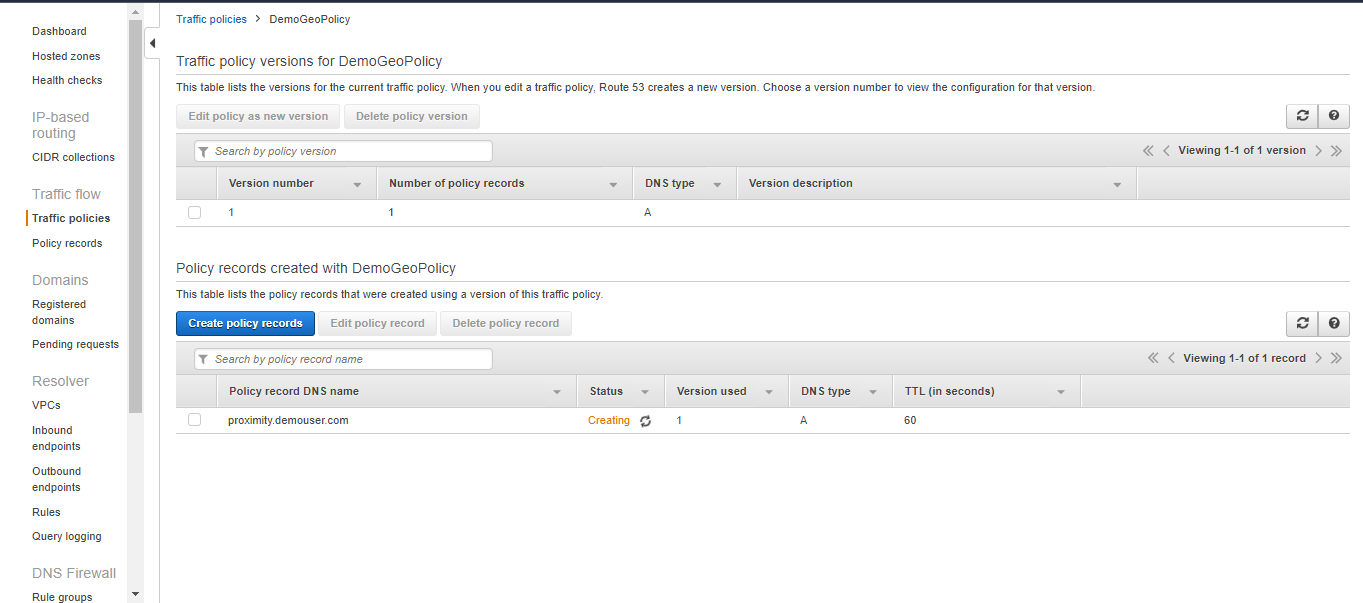 Dashboard
Hosted zones
Health checks
IP-based
routing
CIDR collections
Traffic flow
Traffic policies
Policy records
Domains
Registered
domains
Pending requests
Resolver
VPCs
Inbound
endpoints
Outbound
endpoints
Rules
Query logging
DNS Firewall
Rule groups
Traffic policies > DemoGeoPolicy
Traffic policy versions for DemoGeoPolicy
This table lists the versions for the current traffic policy. When you edit a traffic policy, Route 53 creates a new version. Choose a version number to view the configuration for that version.
Edit policy as new version Delete policy version
Search by policy version Viewing 1-1 of 1 version
Version number Number of policy records DNS type Version description
1 1 A
Policy records created with DemoGeoPolicy
This table lists the policy records that were created using a version of this traffic policy.
Create policy records Edit policy record Delete policy record
Search by policy record name Viewing 1-1 of 1 record
Policy record DNS name Status Version used DNS type TTL (in seconds)
proximity.demouser.com Creating 1 A 60